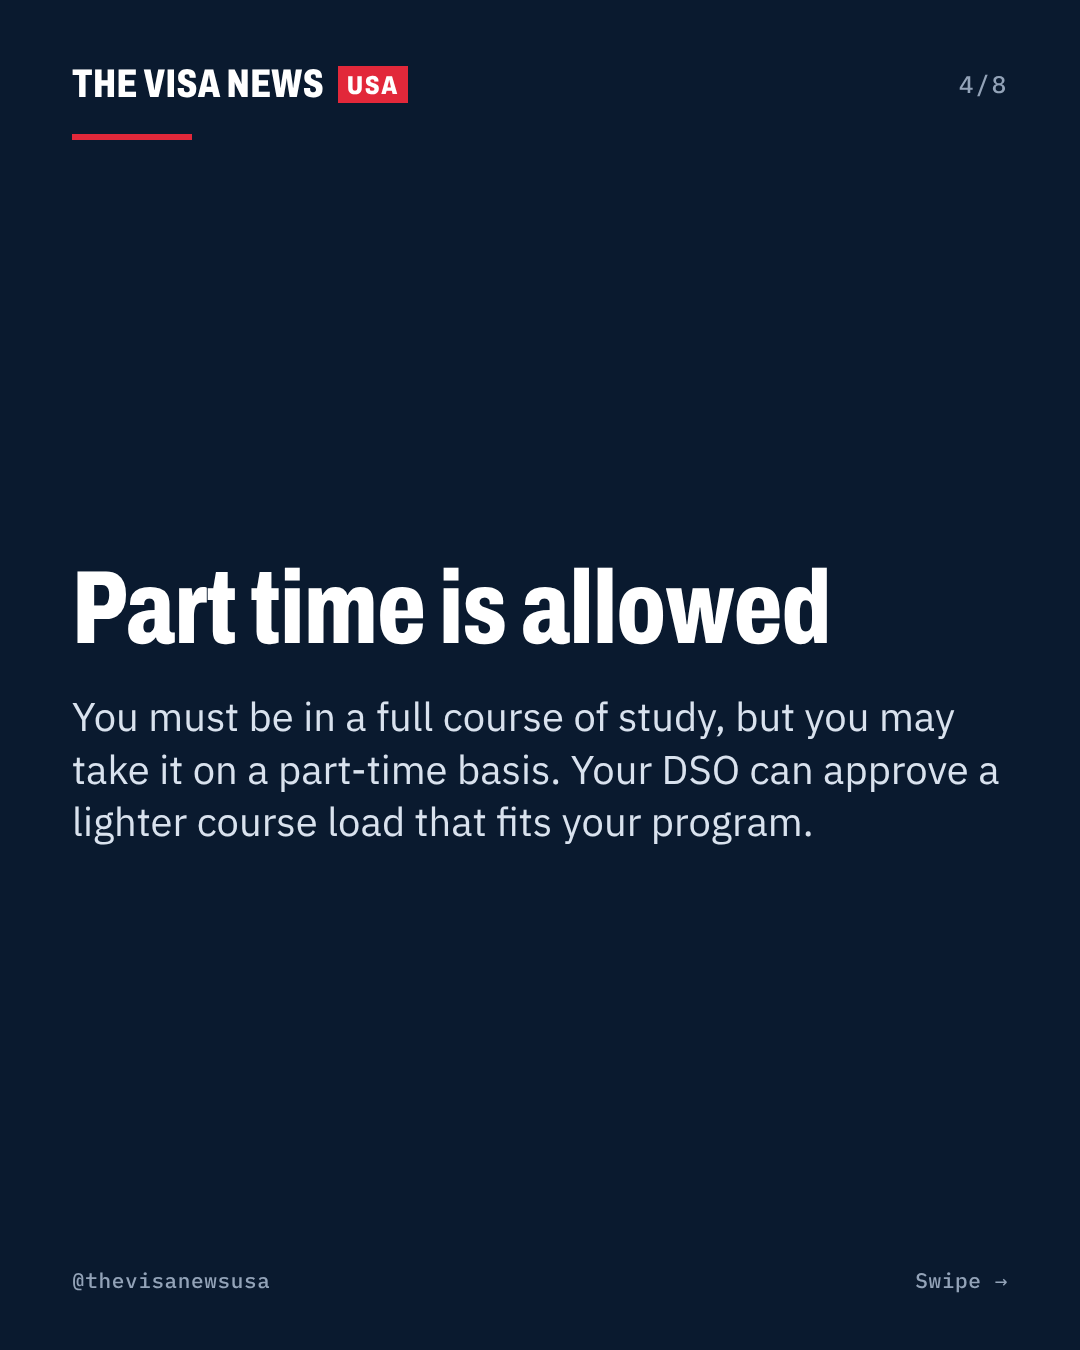 THE VISA NEWS USA
4/8
Part time is allowed
You must be in a full course of study, but you may
take it on a part-time basis. Your DSO can approve a
lighter course load that fits your program.
@thevisanewsusa
Swipe →